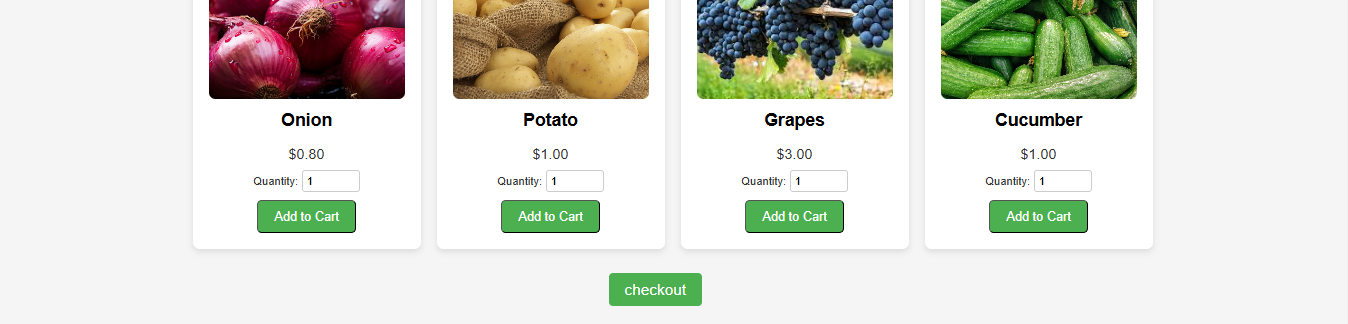 Onion
$0.80
Quantity: 1
Add to Cart
Potato
$1.00
Quantity: 1
Add to Cart
Grapes
$3.00
Quantity: 1
Add to Cart
Cucumber
$1.00
Quantity: 1
Add to Cart
checkout